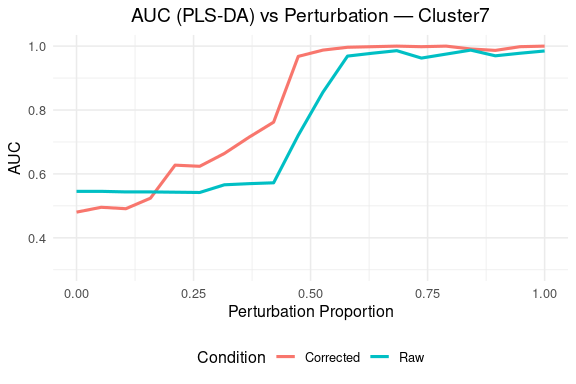 AUC (PLS-DA) vs Perturbation — Cluster7
1.0
0.8
0.6
0.4
AUC
0.00 0.25 0.50 0.75 1.00
Perturbation Proportion
Condition Corrected Raw